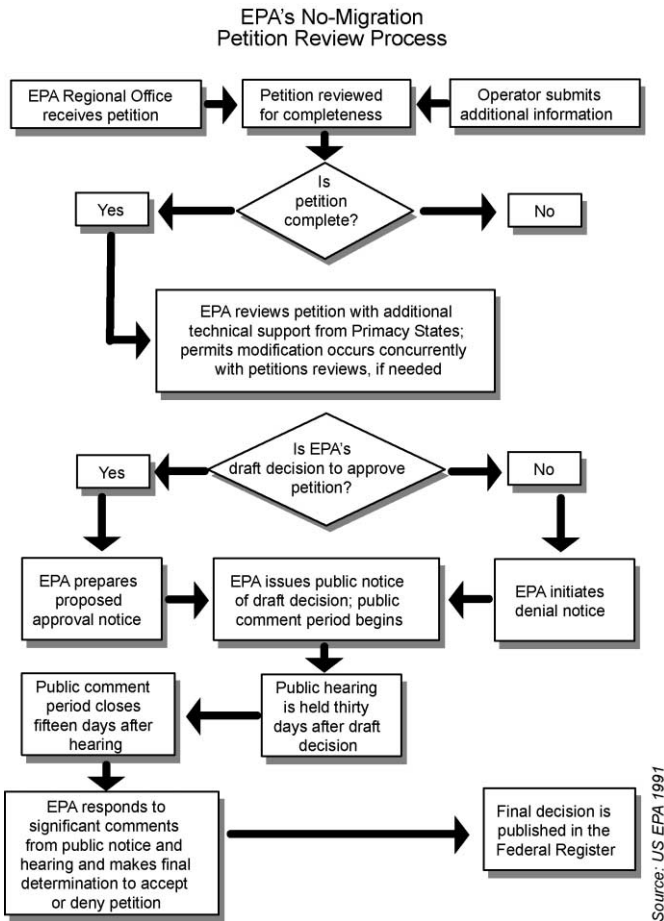 EPA's No-Migration
Petition Review Process
EPA Regional Office
receives petition
Petition reviewed
for completeness
Operator submits
additional information
Is
petition
complete?
Yes
No
EPA reviews petition with additional
technical support from Primacy States;
permits modification occurs concurrently
with petitions reviews, if needed
Is EPA's
draft decision to approve
petition?
Yes
No
EPA prepares
proposed
approval notice
EPA issues public notice
of draft decision; public
comment period begins
EPA initiates
denial notice
Public comment
period closes
fifteen days after
hearing
Public hearing
is held thirty
days after draft
decision
EPA responds to
significant comments
from public notice and
hearing and makes final
determination to accept
or deny petition
Final decision is
published in the
Federal Register
Source: US EPA 1991